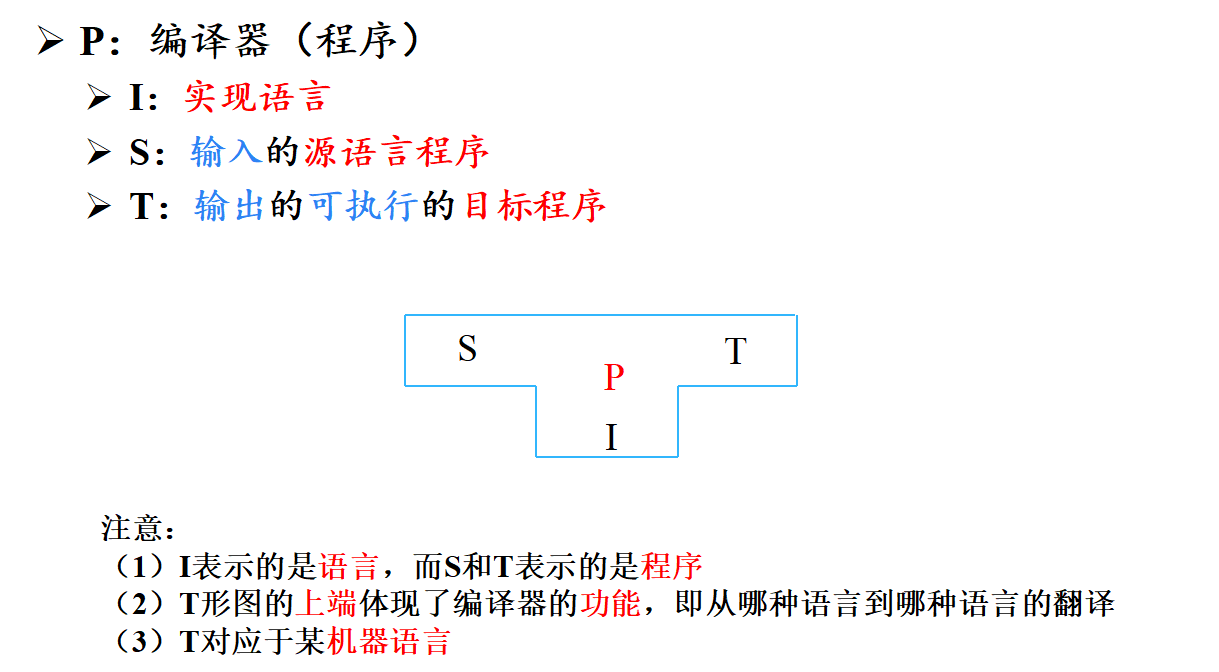 ➢ P：编译器（程序）
➢ I：实现语言
➢ S：输入的源语言程序
➢ T：输出的可执行的目标程序
S
T
P
I
注意：
（1）I表示的是语言，而S和T表示的是程序
（2）T形图的上端体现了编译器的功能，即从哪种语言到哪种语言的翻译
（3）T对应于某机器语言